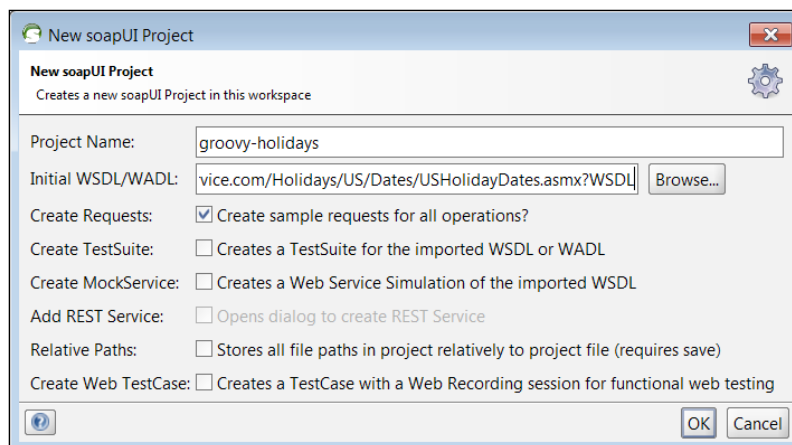 New soapUI Project
New soapUI Project
Creates a new soapUI Project in this workspace
Project Name: groovy-holidays
Initial WSDL/WADL: vice.com/Holidays/US/Dates/USHolidayDates.asmx?WSDL Browse...
Create Requests: Create sample requests for all operations?
Create TestSuite: Creates a TestSuite for the imported WSDL or WADL
Create MockService: Creates a Web Service Simulation of the imported WSDL
Add REST Service: Opens dialog to create REST Service
Relative Paths: Stores all file paths in project relatively to project file (requires save)
Create Web TestCase: Creates a TestCase with a Web Recording session for functional web testing
? OK Cancel